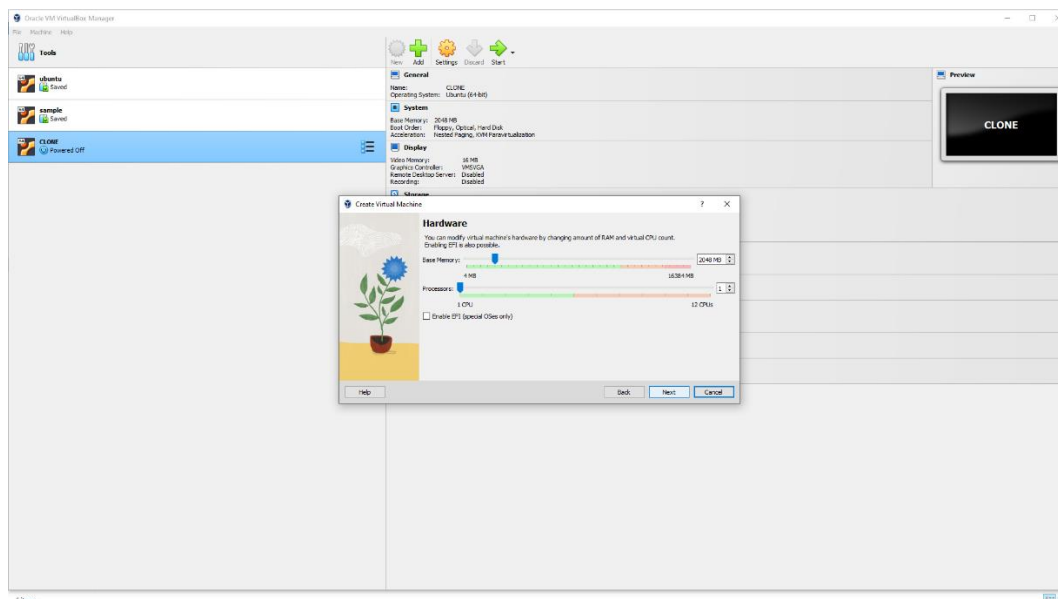 Oracle VM VirtualBox Manager
File Machine Help
Tools
New Add Settings Discard Start
ubuntu
Saved
sample
Saved
CLONE
Powered Off
General
Name: CLONE
Operating System: Ubuntu (64-bit)
System
Base Memory: 2048 MB
Boot Order: Floppy, Optical, Hard Disk
Acceleration: Nested Paging, KVM Paravirtualization
Display
Video Memory: 16 MB
Graphics Controller: VMSVGA
Remote Desktop Server: Disabled
Recording: Disabled
Storage
Preview
CLONE
Create Virtual Machine
Hardware
You can modify virtual machine's hardware by changing amount of RAM and virtual CPU count.
Enabling EFI is also possible.
Base Memory: 2048 MB
4 MB 16384 MB
Processors: 1
1 CPU 12 CPUs
Enable EFI (special OSes only)
Help Back Next Cancel